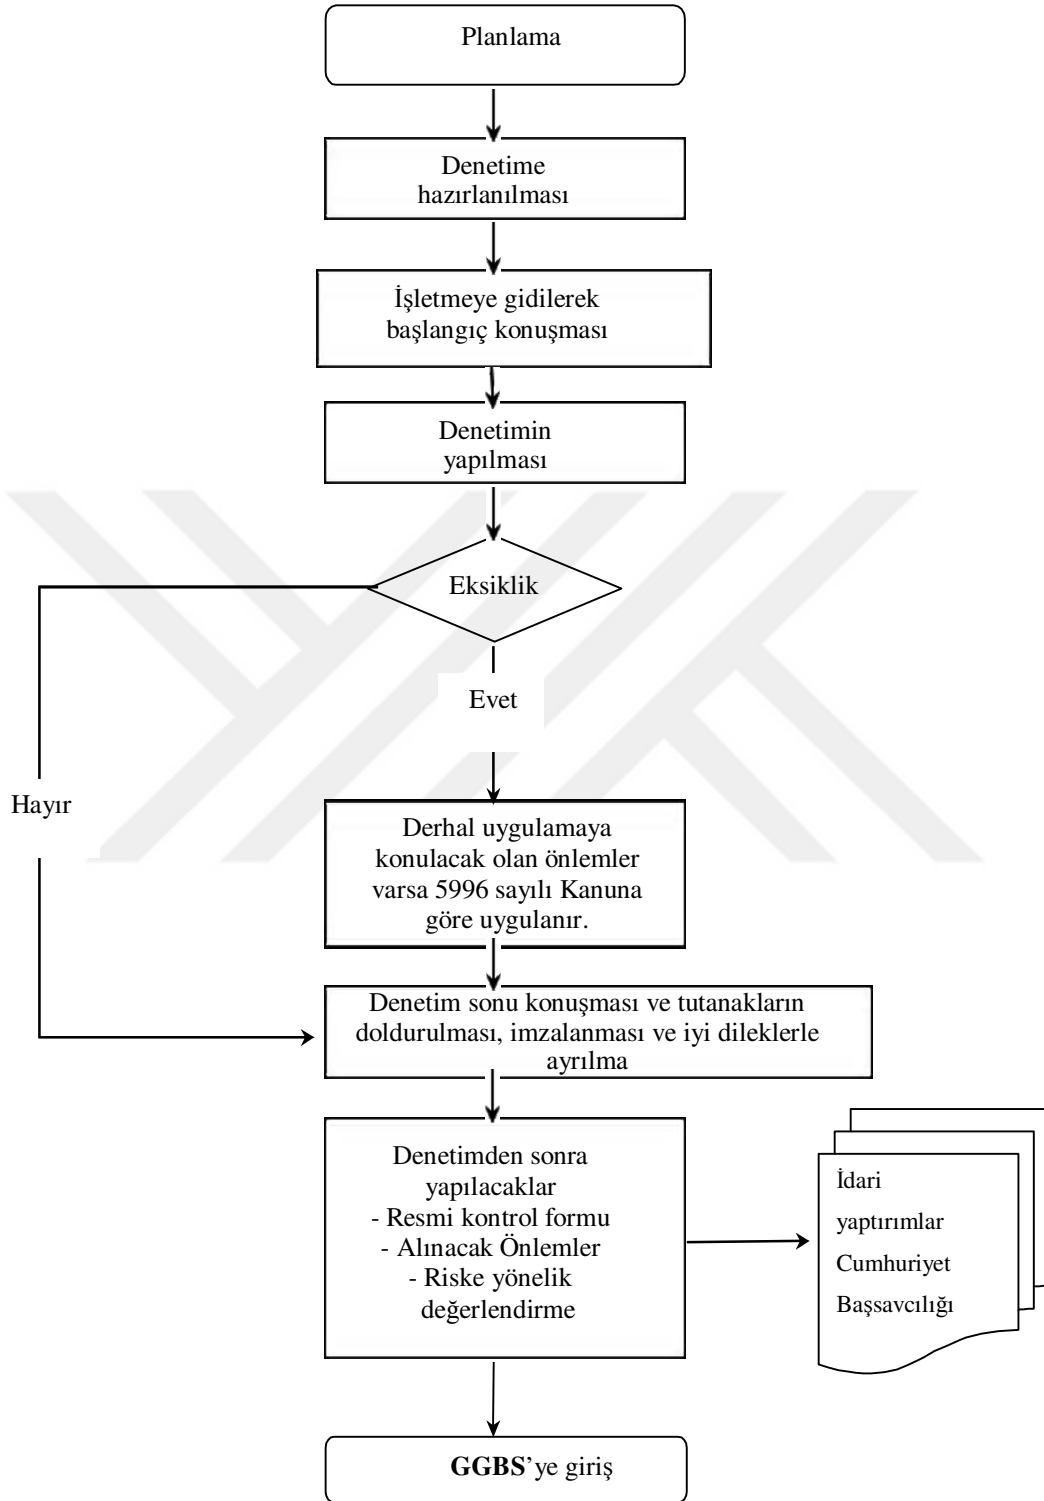 Planlama
Denetime
hazırlanılması
İşletmeye gidilerek
başlangıç konuşması
Denetimin
yapılması
Eksiklik
Evet
Hayır
Derhal uygulamaya
konulacak olan önlemler
varsa 5996 sayılı Kanuna
göre uygulanır.
Denetim sonu konuşması ve tutanakların
doldurulması, imzalanması ve iyi dileklerle
ayrılma
Denetimden sonra
yapılacaklar
- Resmi kontrol formu
- Alınacak Önlemler
- Riske yönelik
değerlendirme
İdari
yaptırımlar
Cumhuriyet
Başsavcılığı
GGBS’ye giriş